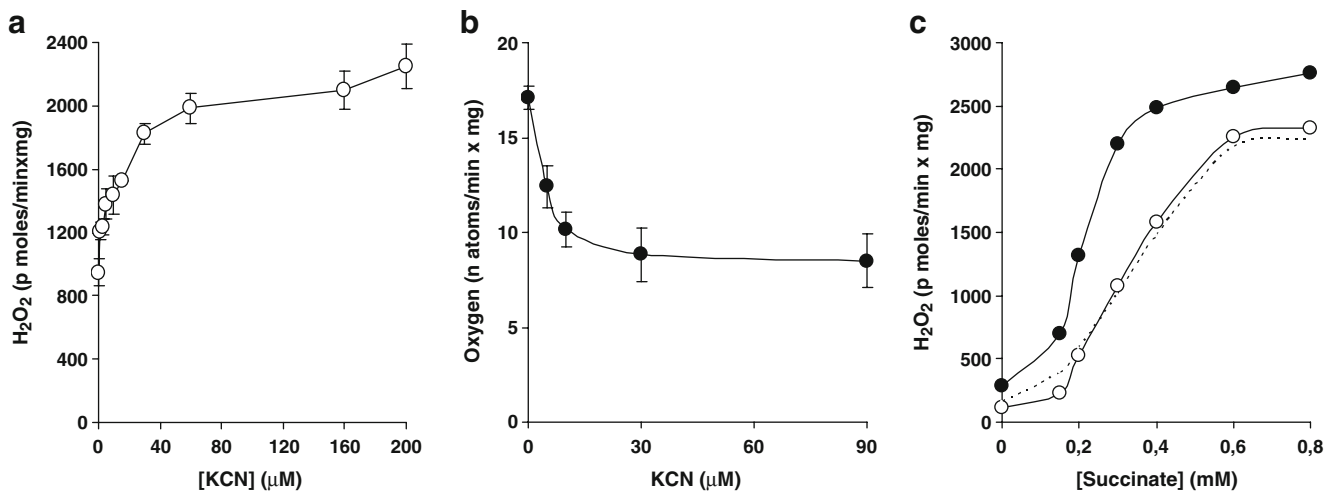 a
2400
2000
1600
1200
800
400
0
H₂O₂ (p moles/minxmg)
0 40 80 120 160 200
[KCN] (μM)
b
20
15
10
5
0
Oxygen (n atoms/min x mg)
0 30 60 90
KCN (μM)
c
3000
2500
2000
1500
1000
500
0
H₂O₂ (p moles/min x mg)
0 0,2 0,4 0,6 0,8
[Succinate] (mM)